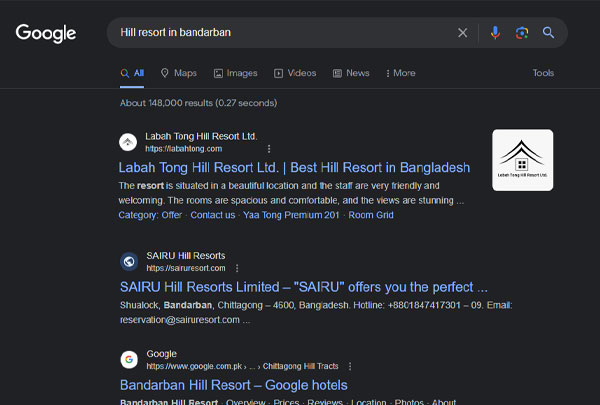 Google
Hill resort in bandarban
All Maps Images Videos News More Tools
About 148,000 results (0.27 seconds)
Labah Tong Hill Resort Ltd.
https://labahtong.com
Labah Tong Hill Resort Ltd. | Best Hill Resort in Bangladesh
The resort is situated in a beautiful location and the staff are very friendly and
welcoming. The rooms are spacious and comfortable, and the views are stunning ...
Category: Offer · Contact us · Yaa Tong Premium 201 · Room Grid
Labah Tong Hill Resort Ltd.
SAIRU Hill Resorts
https://sairuresort.com
SAIRU Hill Resorts Limited – "SAIRU" offers you the perfect ...
Shualock, Bandarban, Chittagong – 4600, Bangladesh. Hotline: +8801847417301 – 09. Email:
reservation@sairuresort.com ...
Google
https://www.google.com.pk › ... › Chittagong Hill Tracts
Bandarban Hill Resort – Google hotels
Bandarban Hill Resort · Overview · Prices · Reviews · Location · Photos · About